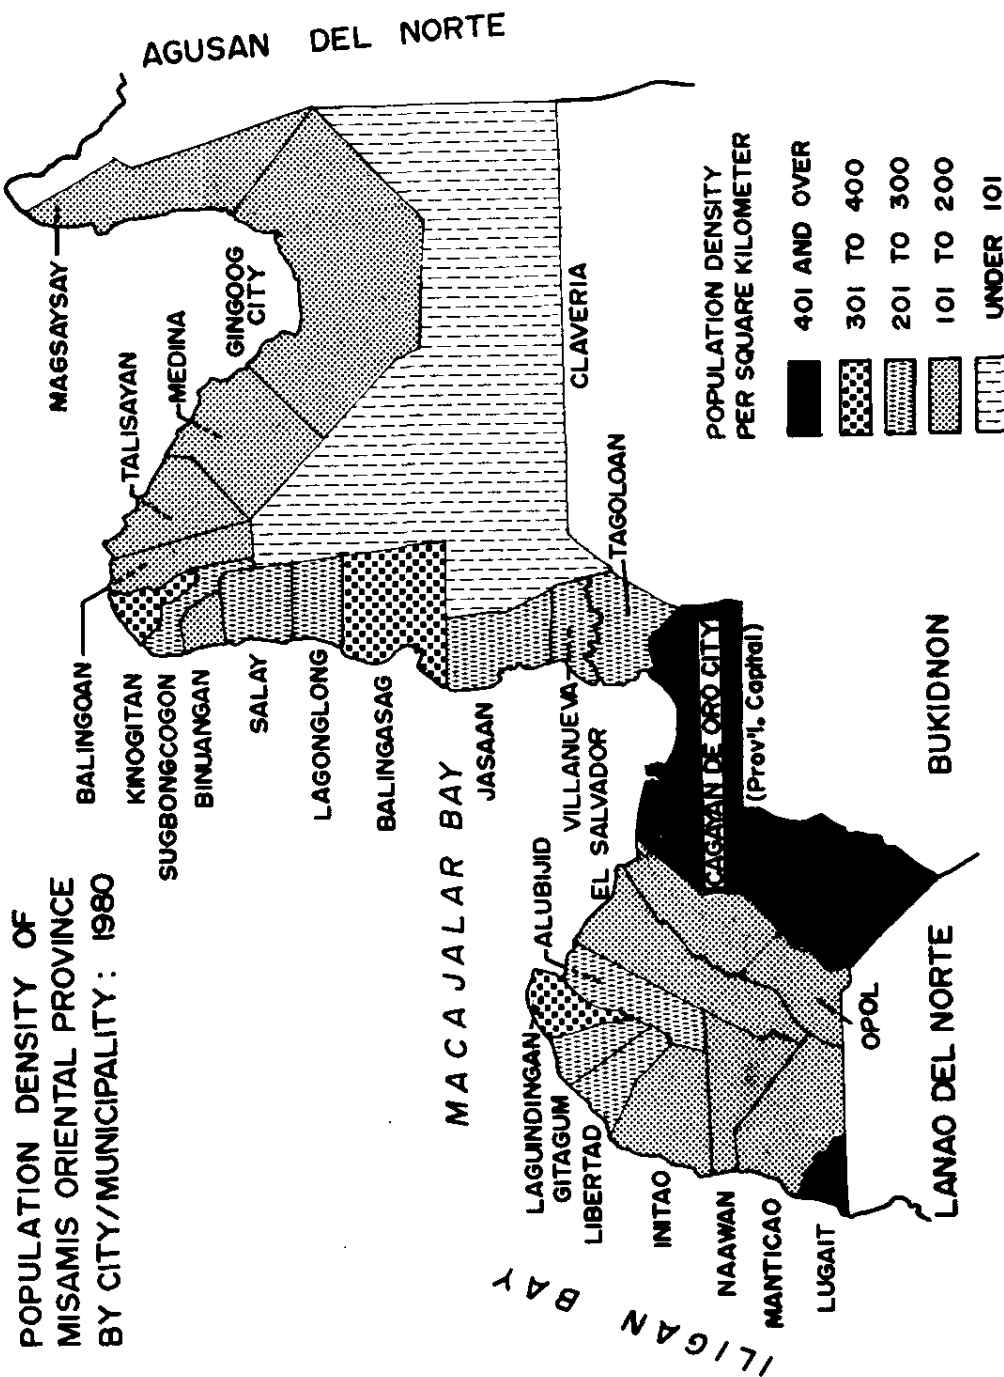 POPULATION DENSITY OF
MISAMIS ORIENTAL PROVINCE
BY CITY/MUNICIPALITY: 1980
AGUSAN DEL NORTE
MAGSAYSAY
GINGOOG
CITY
MEDINA
TALISAYAN
BALINGOAN
KINOGITAN
SUGBONGCOGON
BINUANGAN
SALAY
LAGONGLONG
BALINGASAG
JASAAN
VILLANUEVA
TAGOLOAN
CLAVERIA
MACAJALAR BAY
EL SALVADOR
ALUBIJID
LAGUINDINGAN
GITAGUM
LIBERTAD
INITAO
NAAWAN
MANTICAO
LUGAIT
OPOL
CAGAYAN DE ORO CITY
(Prov'l. Capital)
BUKIDNON
LANAO DEL NORTE
ILIGAN BAY
POPULATION DENSITY
PER SQUARE KILOMETER
401 AND OVER
301 TO 400
201 TO 300
101 TO 200
UNDER 101